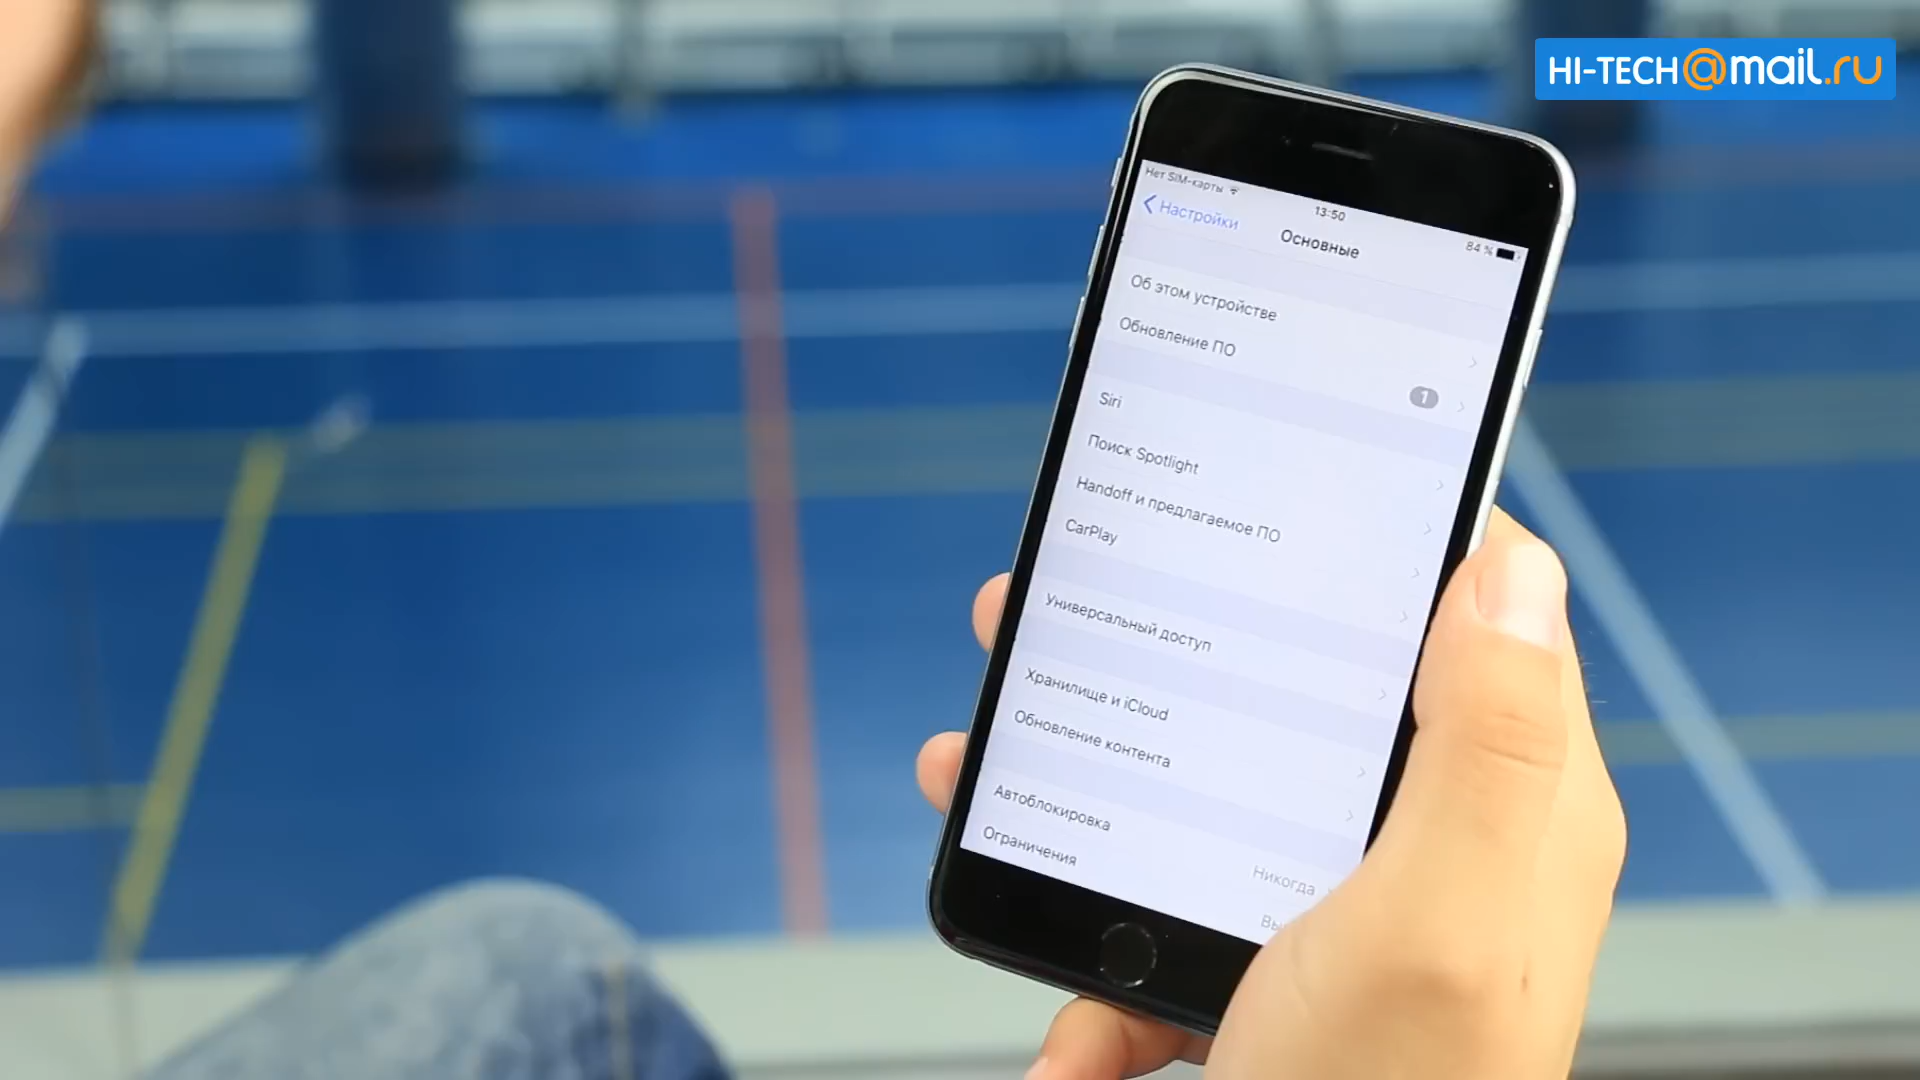 HI-TECH@mail.ru
Нет SIM-карты
13:50
84 %
Настройки
Основные
Об этом устройстве
Обновление ПО
1
Siri
Поиск Spotlight
Handoff и предлагаемое ПО
CarPlay
Универсальный доступ
Хранилище и iCloud
Обновление контента
Автоблокировка
Никогда
Ограничения